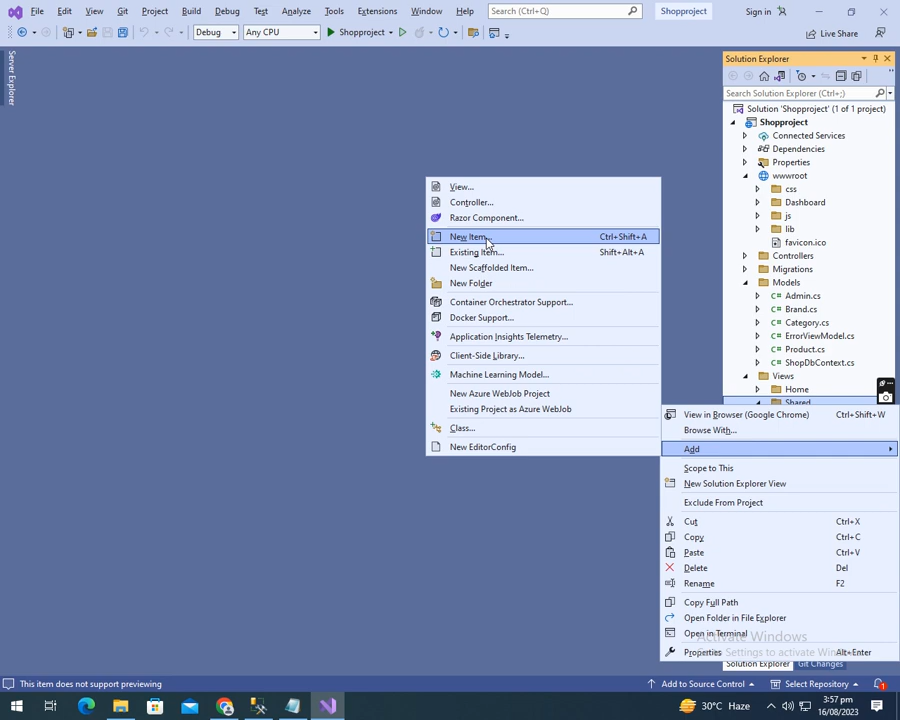 File Edit View Git Project Build Debug Test Analyze Tools Extensions Window Help Search (Ctrl+Q) Shopproject Sign in
Debug Any CPU Shopproject Live Share
Server Explorer
Solution Explorer
Search Solution Explorer (Ctrl+;)
Solution 'Shopproject' (1 of 1 project)
Shopproject
Connected Services
Dependencies
Properties
wwwroot
css
Dashboard
js
lib
favicon.ico
Controllers
Migrations
Models
Admin.cs
Brand.cs
Category.cs
ErrorViewModel.cs
Product.cs
ShopDbContext.cs
Views
Home
Shared
View...
Controller...
Razor Component...
New Item... Ctrl+Shift+A
Existing Item... Shift+Alt+A
New Scaffolded Item...
New Folder
Container Orchestrator Support...
Docker Support...
Application Insights Telemetry...
Client-Side Library...
Machine Learning Model...
New Azure WebJob Project
Existing Project as Azure WebJob
Class...
New EditorConfig
View in Browser (Google Chrome) Ctrl+Shift+W
Browse With...
Add
Scope to This
New Solution Explorer View
Exclude From Project
Cut Ctrl+X
Copy Ctrl+C
Paste Ctrl+V
Delete Del
Rename F2
Copy Full Path
Open Folder in File Explorer
Open in Terminal
Properties Alt+Enter
Activate Windows
Go to Settings to activate Windows.
Solution Explorer Git Changes
This item does not support previewing Add to Source Control Select Repository 1
30°C Haze 3:57 pm
16/08/2023